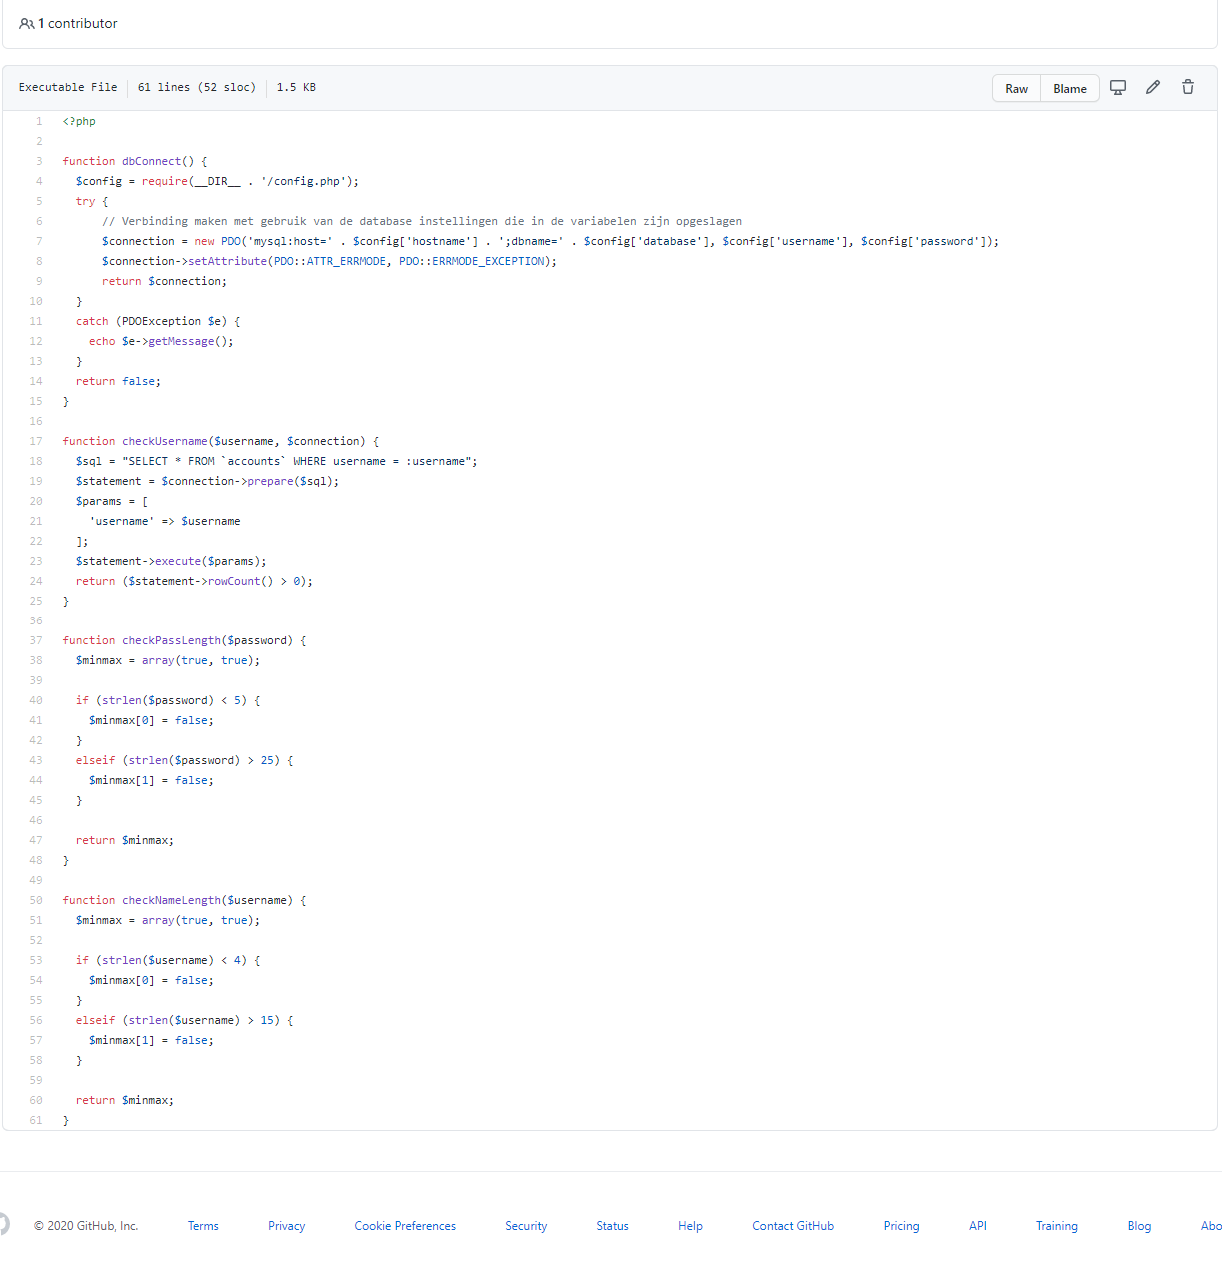 1 contributor
Executable File 61 lines (52 sloc) 1.5 KB Raw Blame
1 <?php
2
3 function dbConnect() {
4   $config = require(__DIR__ . '/config.php');
5   try {
6       // Verbinding maken met gebruik van de database instellingen die in de variabelen zijn opgeslagen
7       $connection = new PDO('mysql:host=' . $config['hostname'] . ';dbname=' . $config['database'], $config['username'], $config['password']);
8       $connection->setAttribute(PDO::ATTR_ERRMODE, PDO::ERRMODE_EXCEPTION);
9       return $connection;
10   }
11   catch (PDOException $e) {
12     echo $e->getMessage();
13   }
14   return false;
15 }
16
17 function checkUsername($username, $connection) {
18   $sql = "SELECT * FROM `accounts` WHERE username = :username";
19   $statement = $connection->prepare($sql);
20   $params = [
21     'username' => $username
22   ];
23   $statement->execute($params);
24   return ($statement->rowCount() > 0);
25 }
36
37 function checkPassLength($password) {
38   $minmax = array(true, true);
39
40   if (strlen($password) < 5) {
41     $minmax[0] = false;
42   }
43   elseif (strlen($password) > 25) {
44     $minmax[1] = false;
45   }
46
47   return $minmax;
48 }
49
50 function checkNameLength($username) {
51   $minmax = array(true, true);
52
53   if (strlen($username) < 4) {
54     $minmax[0] = false;
55   }
56   elseif (strlen($username) > 15) {
57     $minmax[1] = false;
58   }
59
60   return $minmax;
61 }
© 2020 GitHub, Inc. Terms Privacy Cookie Preferences Security Status Help Contact GitHub Pricing API Training Blog Abo